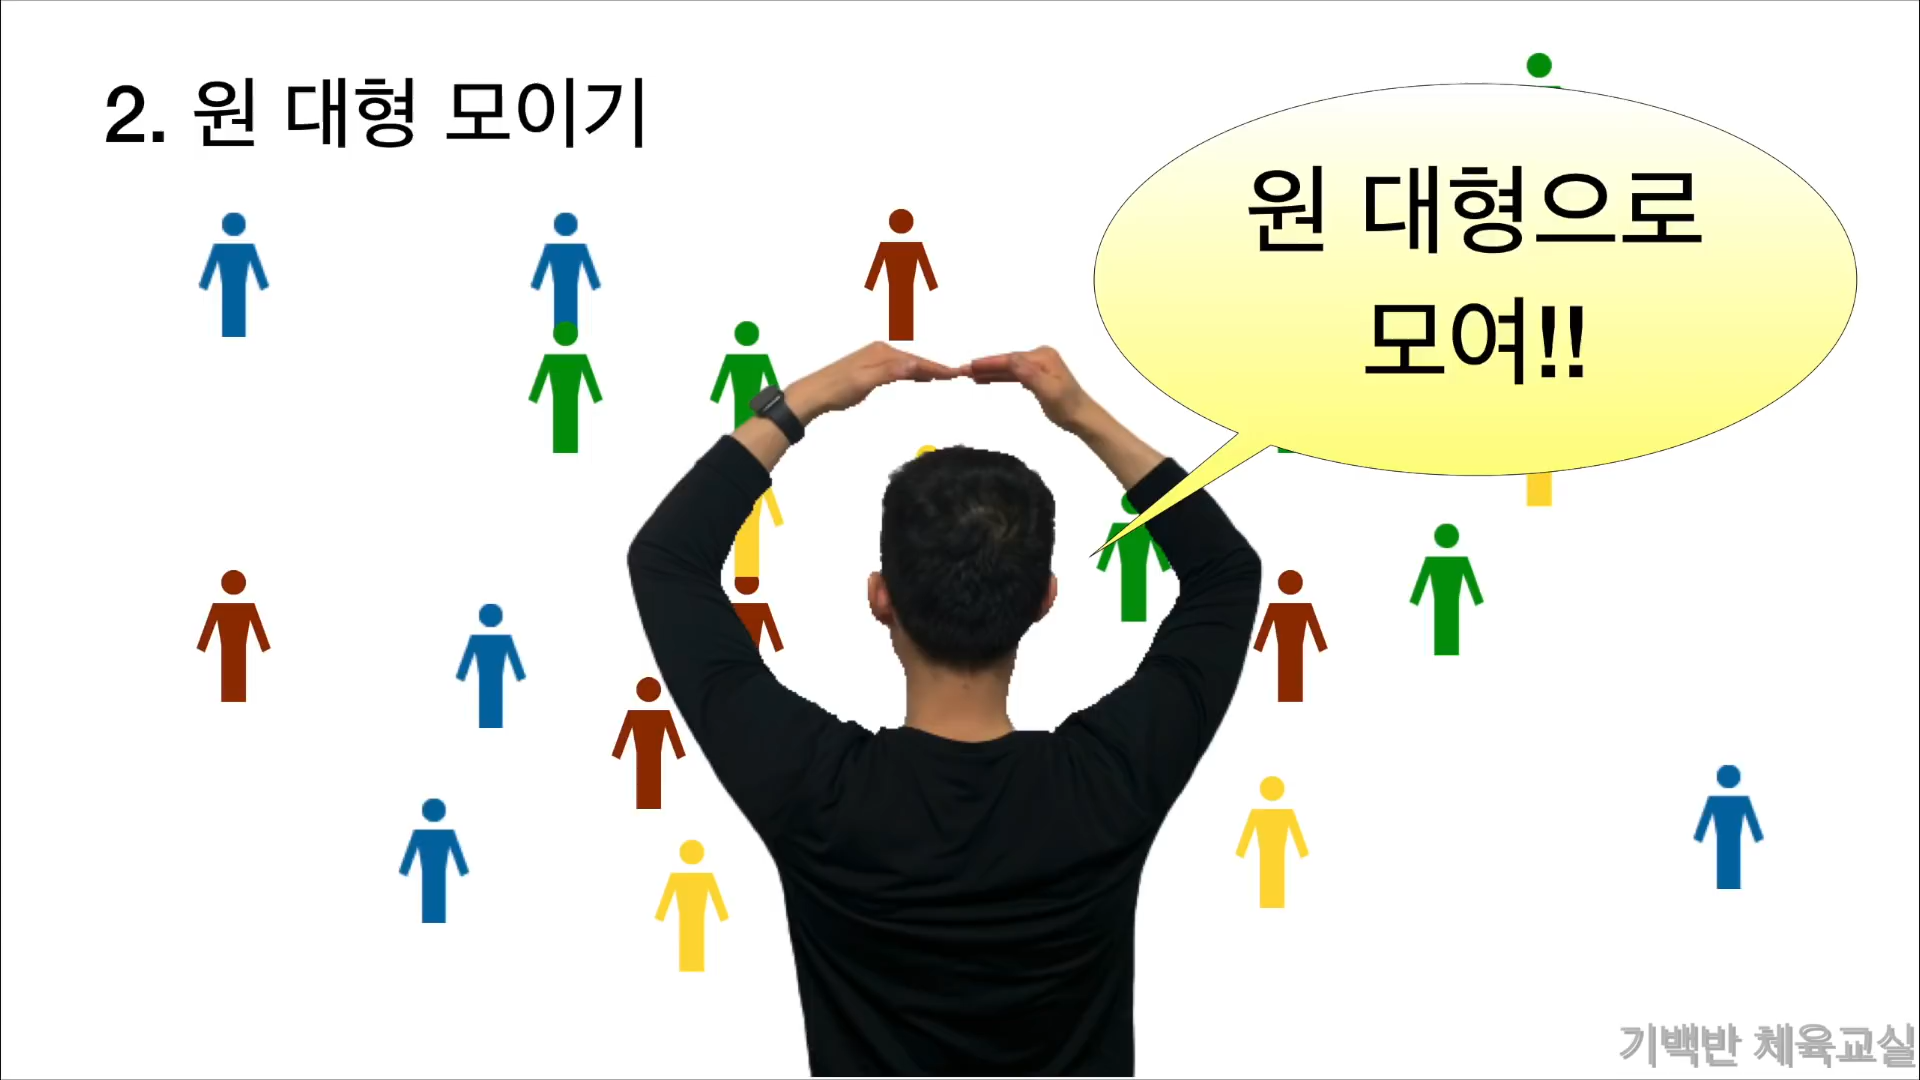 2. 원 대형 모이기
원 대형으로
모여!!
기백반 체육교실